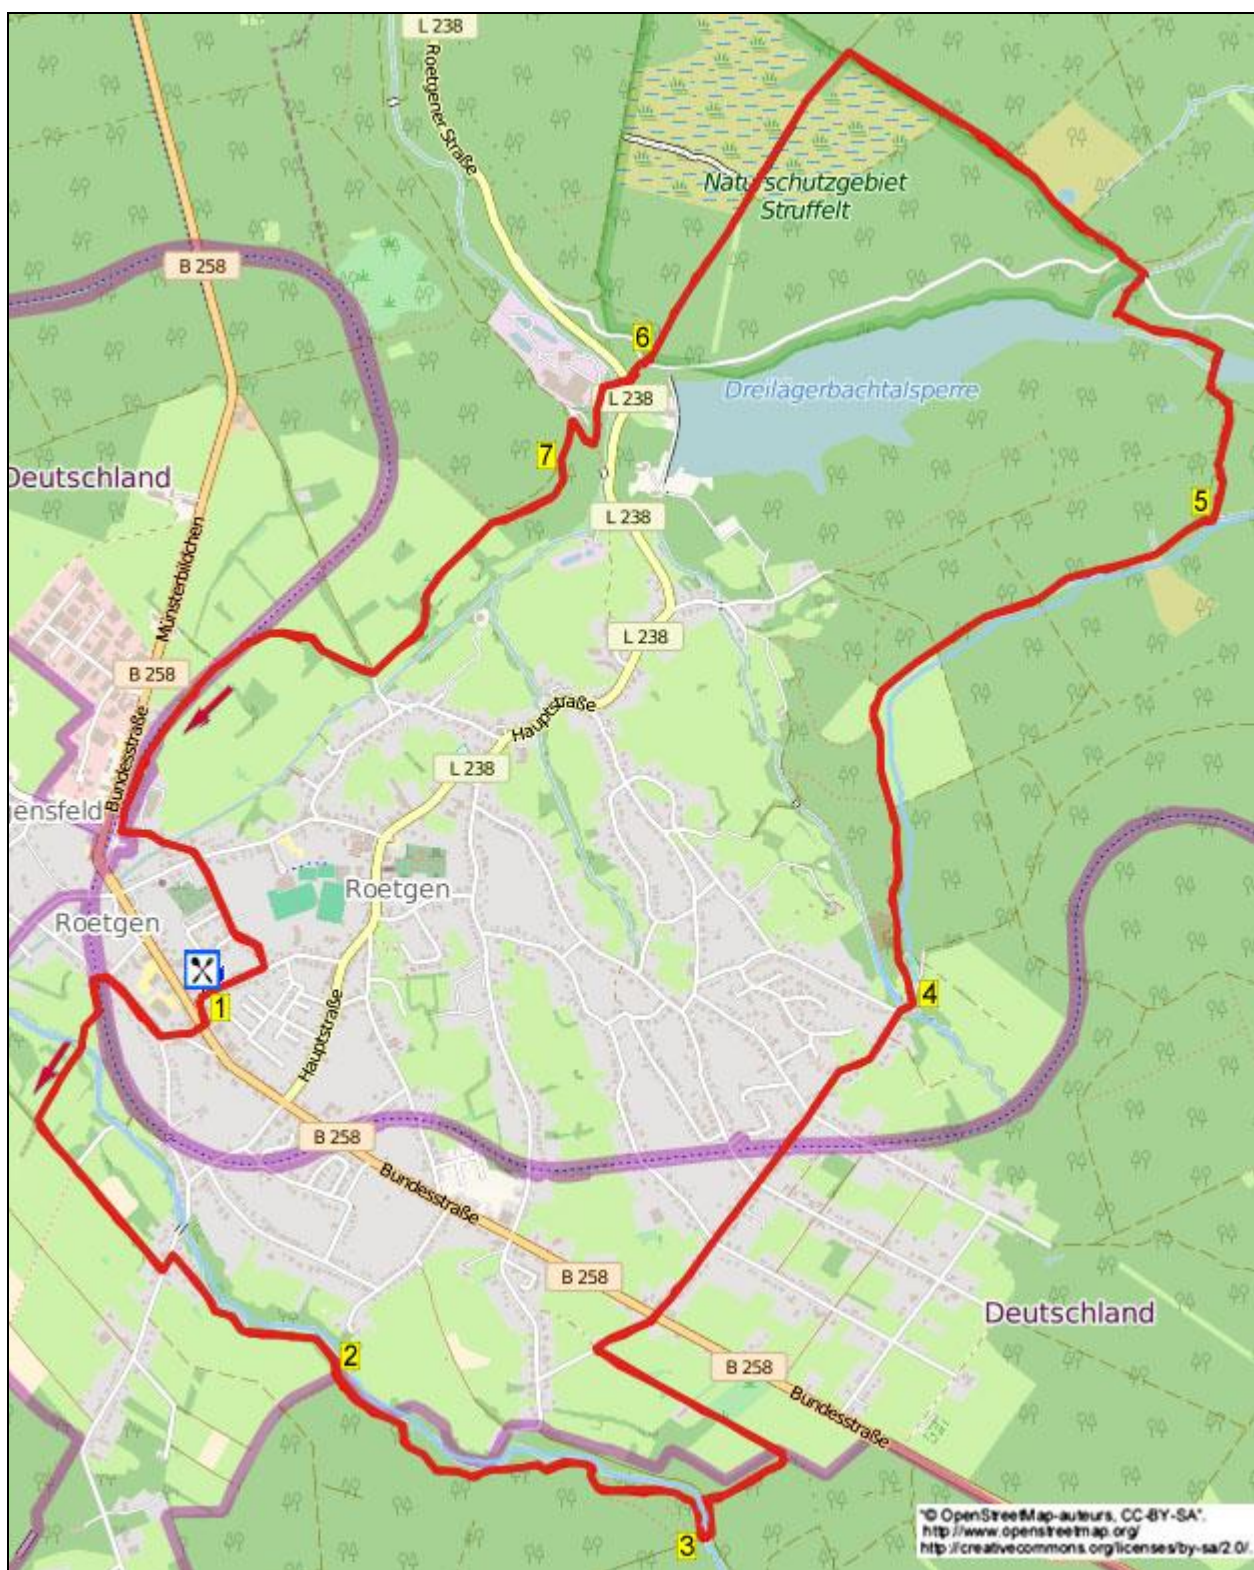 L 238
Roetgener Straße
B 258
Naturschutzgebiet
Struffelt
6
L 238
Dreilägerbachtalsperre
7
Deutschland
5
L 238
Münsterbildchen
L 238
B 258
Hauptstraße
Bundesstraße
L 238
gensfeld
Roetgen
Roetgen
1
4
Hauptstraße
B 258
Bundesstraße
B 258
Deutschland
2
B 258
Bundesstraße
3
"© OpenStreetMap-auteurs, CC-BY-SA".
http://www.openstreetmap.org/
http://creativecommons.org/licenses/by-sa/2.0/.